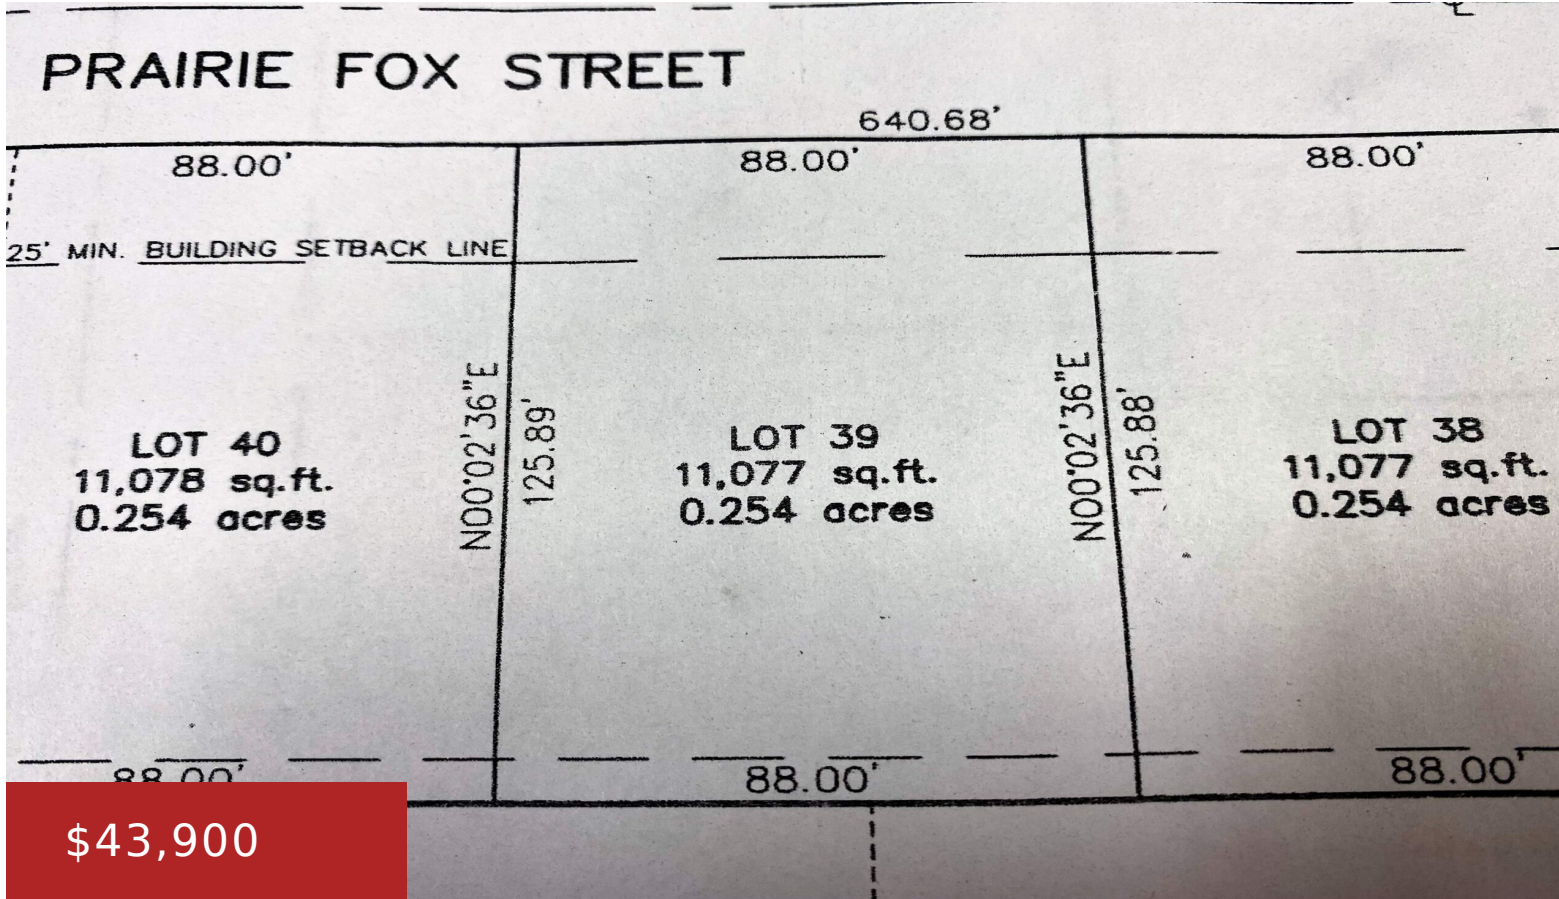 ℄
PRAIRIE FOX STREET
640.68'
88.00'
88.00'
88.00'
25' MIN. BUILDING SETBACK LINE
N00°02'36"E
125.89'
N00°02'36"E
125.88'
LOT 40
11,078 sq.ft.
0.254 acres
LOT 39
11,077 sq.ft.
0.254 acres
LOT 38
11,077 sq.ft.
0.254 acres
88.00'
88.00'
88.00'
$43,900